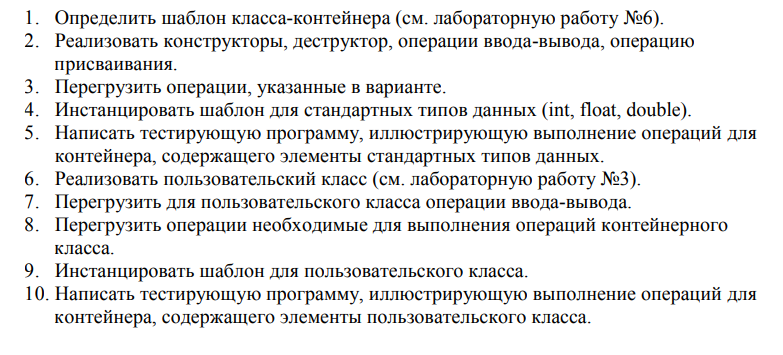 1. Определить шаблон класса-контейнера (см. лабораторную работу №6).
2. Реализовать конструкторы, деструктор, операции ввода-вывода, операцию
присваивания.
3. Перегрузить операции, указанные в варианте.
4. Инстанцировать шаблон для стандартных типов данных (int, float, double).
5. Написать тестирующую программу, иллюстрирующую выполнение операций для
контейнера, содержащего элементы стандартных типов данных.
6. Реализовать пользовательский класс (см. лабораторную работу №3).
7. Перегрузить для пользовательского класса операции ввода-вывода.
8. Перегрузить операции необходимые для выполнения операций контейнерного
класса.
9. Инстанцировать шаблон для пользовательского класса.
10. Написать тестирующую программу, иллюстрирующую выполнение операций для
контейнера, содержащего элементы пользовательского класса.